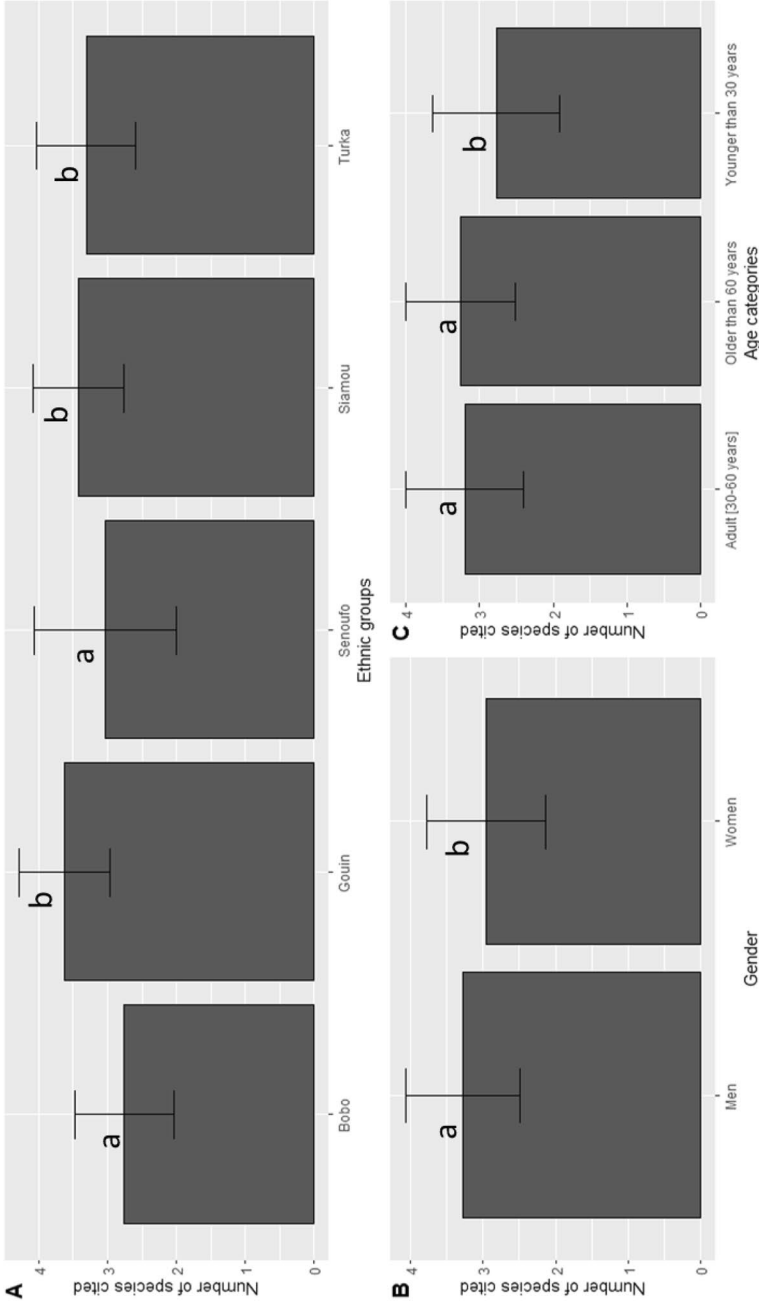 A
Number of species cited
4
3
2
1
0
b
b
a
b
a
Bobo
Gouin
Senoufo
Siamou
Turka
Ethnic groups
B
Number of species cited
4
3
2
1
0
a
b
Men
Women
Gender
C
Number of species cited
4
3
2
1
0
a
a
b
Adult [30-60 years]
Older than 60 years
Younger than 30 years
Age categories